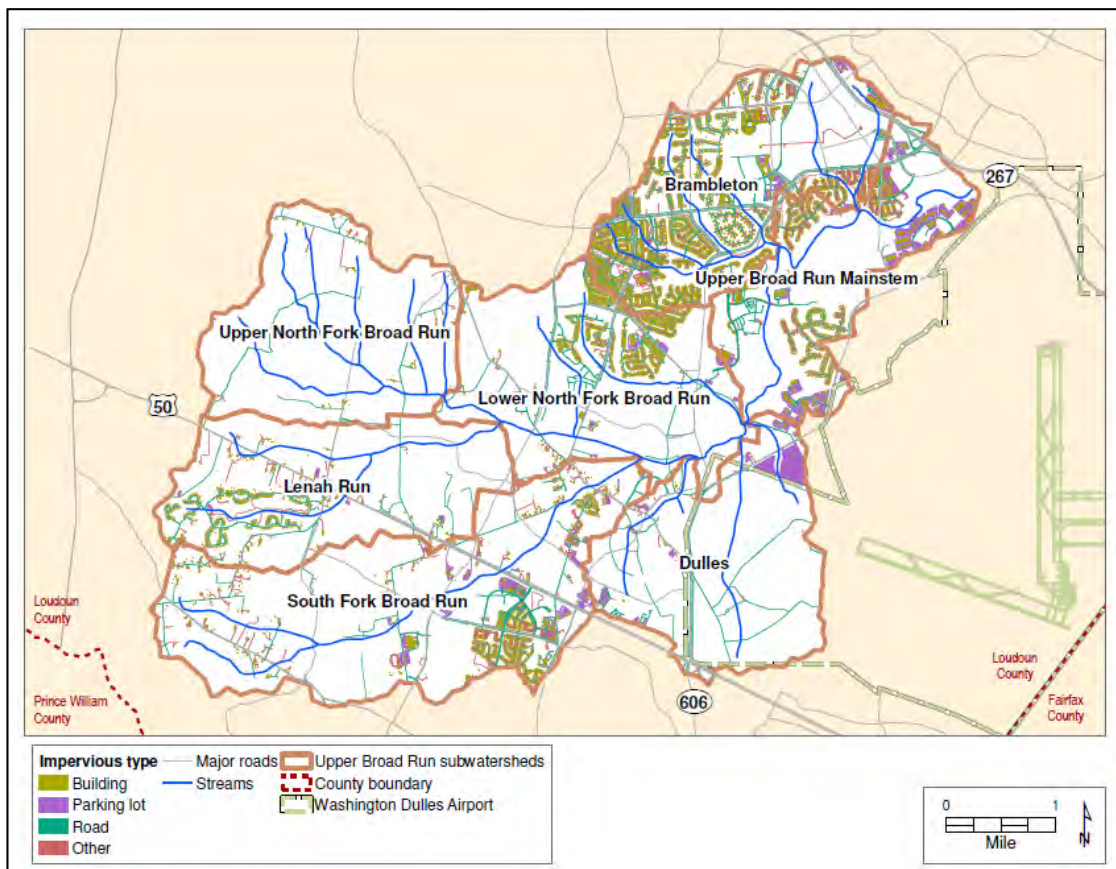 267
Brambleton
Upper Broad Run Mainstem
Upper North Fork Broad Run
Lower North Fork Broad Run
50
Lenah Run
Dulles
South Fork Broad Run
Loudoun
County
Prince William
County
606
Loudoun
County
Fairfax
County
Impervious type
Building
Parking lot
Road
Other
Major roads
Streams
Upper Broad Run subwatersheds
County boundary
Washington Dulles Airport
0 1
Mile
N